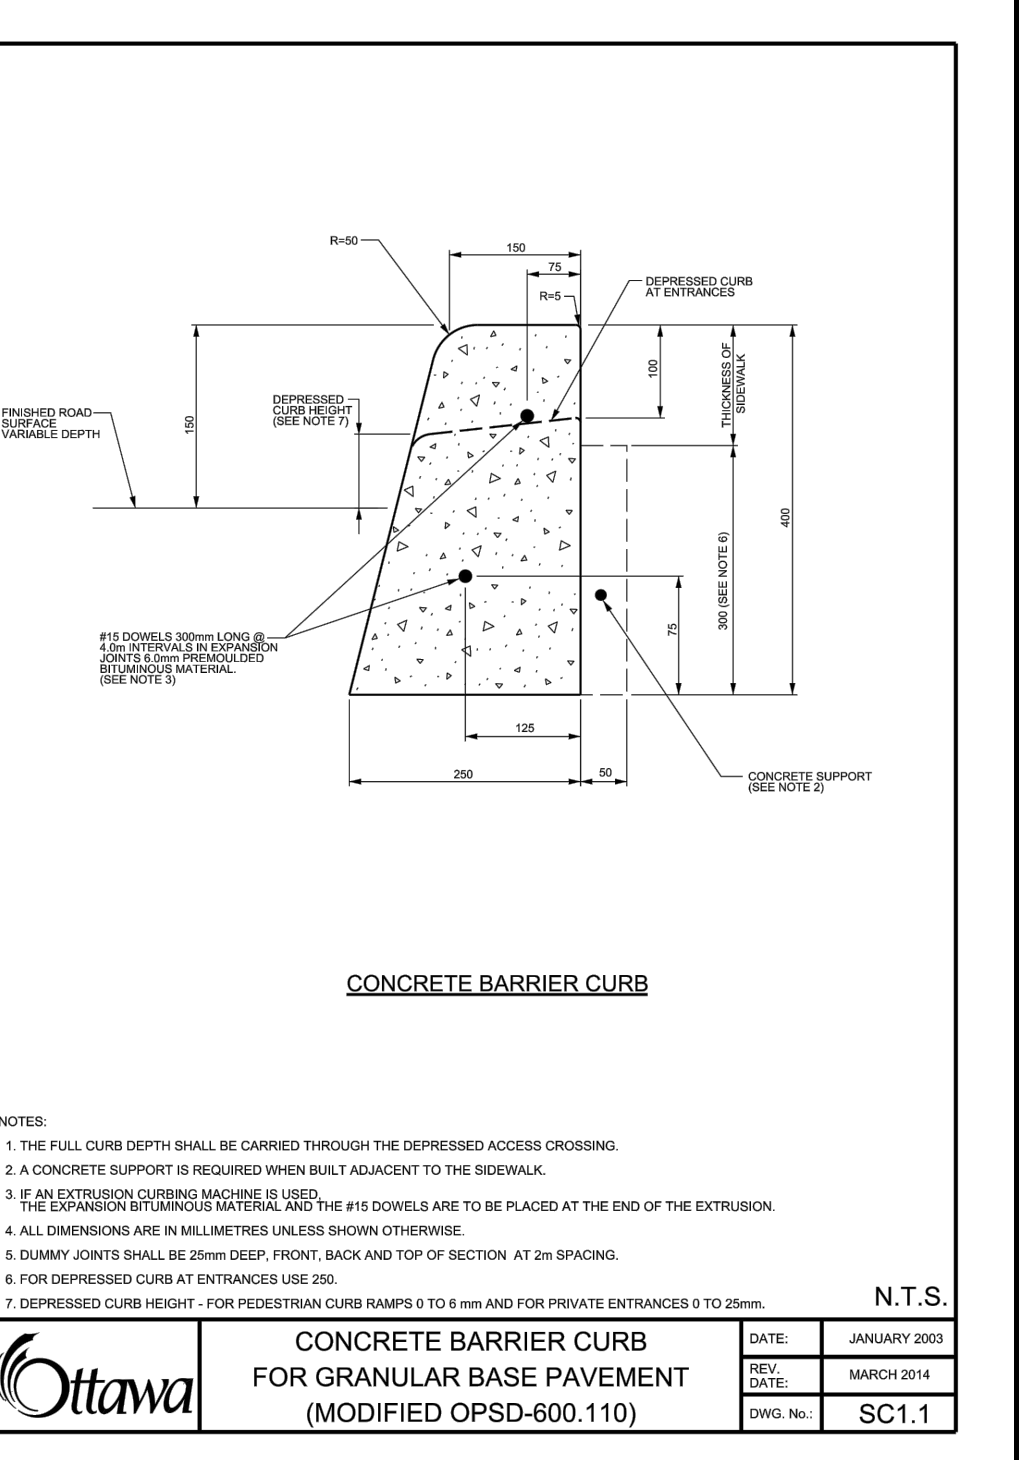 R=50
150
75
DEPRESSED CURB
AT ENTRANCES
R=5
THICKNESS OF
SIDEWALK
100
150
DEPRESSED
CURB HEIGHT
(SEE NOTE 7)
FINISHED ROAD
SURFACE
VARIABLE DEPTH
400
300 (SEE NOTE 6)
75
#15 DOWELS 300mm LONG @
4.0m INTERVALS IN EXPANSION
JOINTS 6.0mm PREMOULDED
BITUMINOUS MATERIAL.
(SEE NOTE 3)
125
250
50
CONCRETE SUPPORT
(SEE NOTE 2)
CONCRETE BARRIER CURB
NOTES:
1. THE FULL CURB DEPTH SHALL BE CARRIED THROUGH THE DEPRESSED ACCESS CROSSING.
2. A CONCRETE SUPPORT IS REQUIRED WHEN BUILT ADJACENT TO THE SIDEWALK.
3. IF AN EXTRUSION CURBING MACHINE IS USED,
THE EXPANSION BITUMINOUS MATERIAL AND THE #15 DOWELS ARE TO BE PLACED AT THE END OF THE EXTRUSION.
4. ALL DIMENSIONS ARE IN MILLIMETRES UNLESS SHOWN OTHERWISE.
5. DUMMY JOINTS SHALL BE 25mm DEEP, FRONT, BACK AND TOP OF SECTION AT 2m SPACING.
6. FOR DEPRESSED CURB AT ENTRANCES USE 250.
7. DEPRESSED CURB HEIGHT - FOR PEDESTRIAN CURB RAMPS 0 TO 6 mm AND FOR PRIVATE ENTRANCES 0 TO 25mm.
N.T.S.
Ottawa
CONCRETE BARRIER CURB
FOR GRANULAR BASE PAVEMENT
(MODIFIED OPSD-600.110)
DATE: JANUARY 2003
REV.
DATE: MARCH 2014
DWG. No.: SC1.1